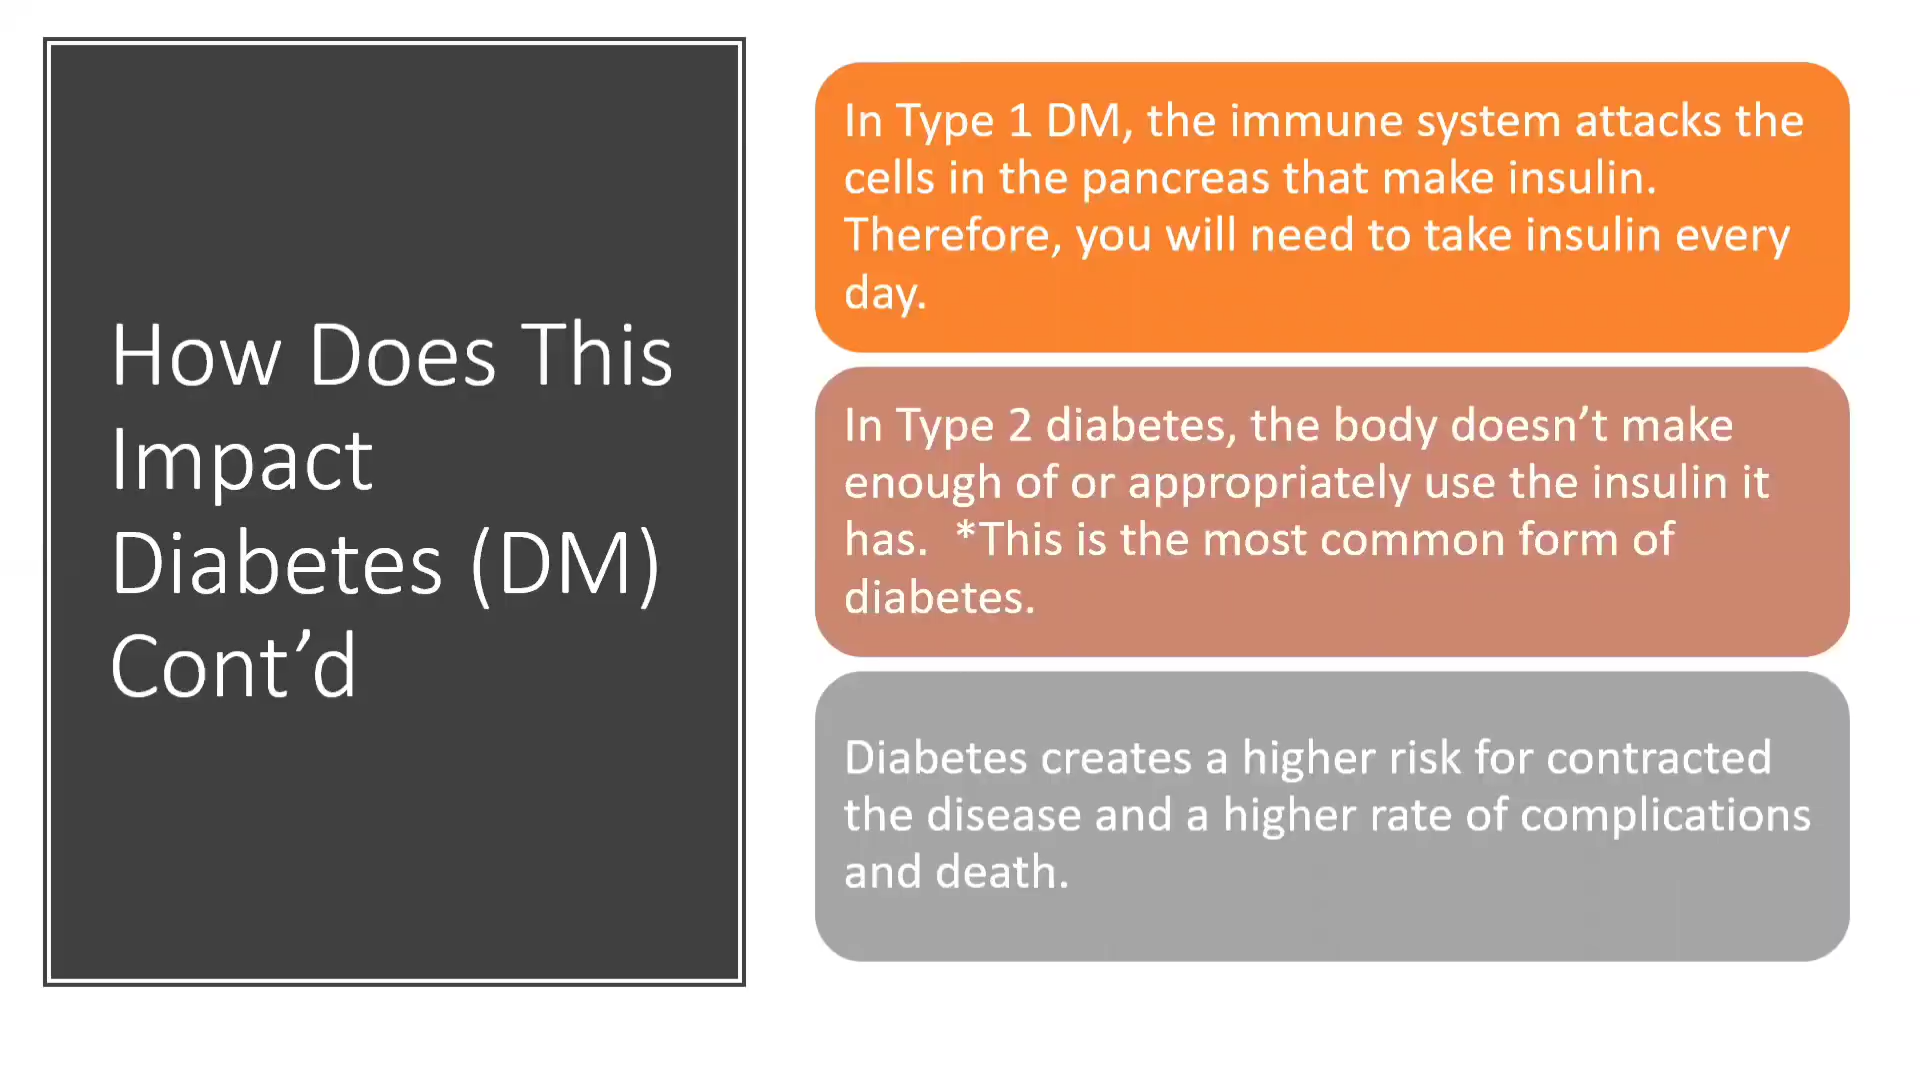 How Does This
Impact
Diabetes (DM)
Cont’d
In Type 1 DM, the immune system attacks the
cells in the pancreas that make insulin.
Therefore, you will need to take insulin every
day.
In Type 2 diabetes, the body doesn’t make
enough of or appropriately use the insulin it
has.  *This is the most common form of
diabetes.
Diabetes creates a higher risk for contracted
the disease and a higher rate of complications
and death.